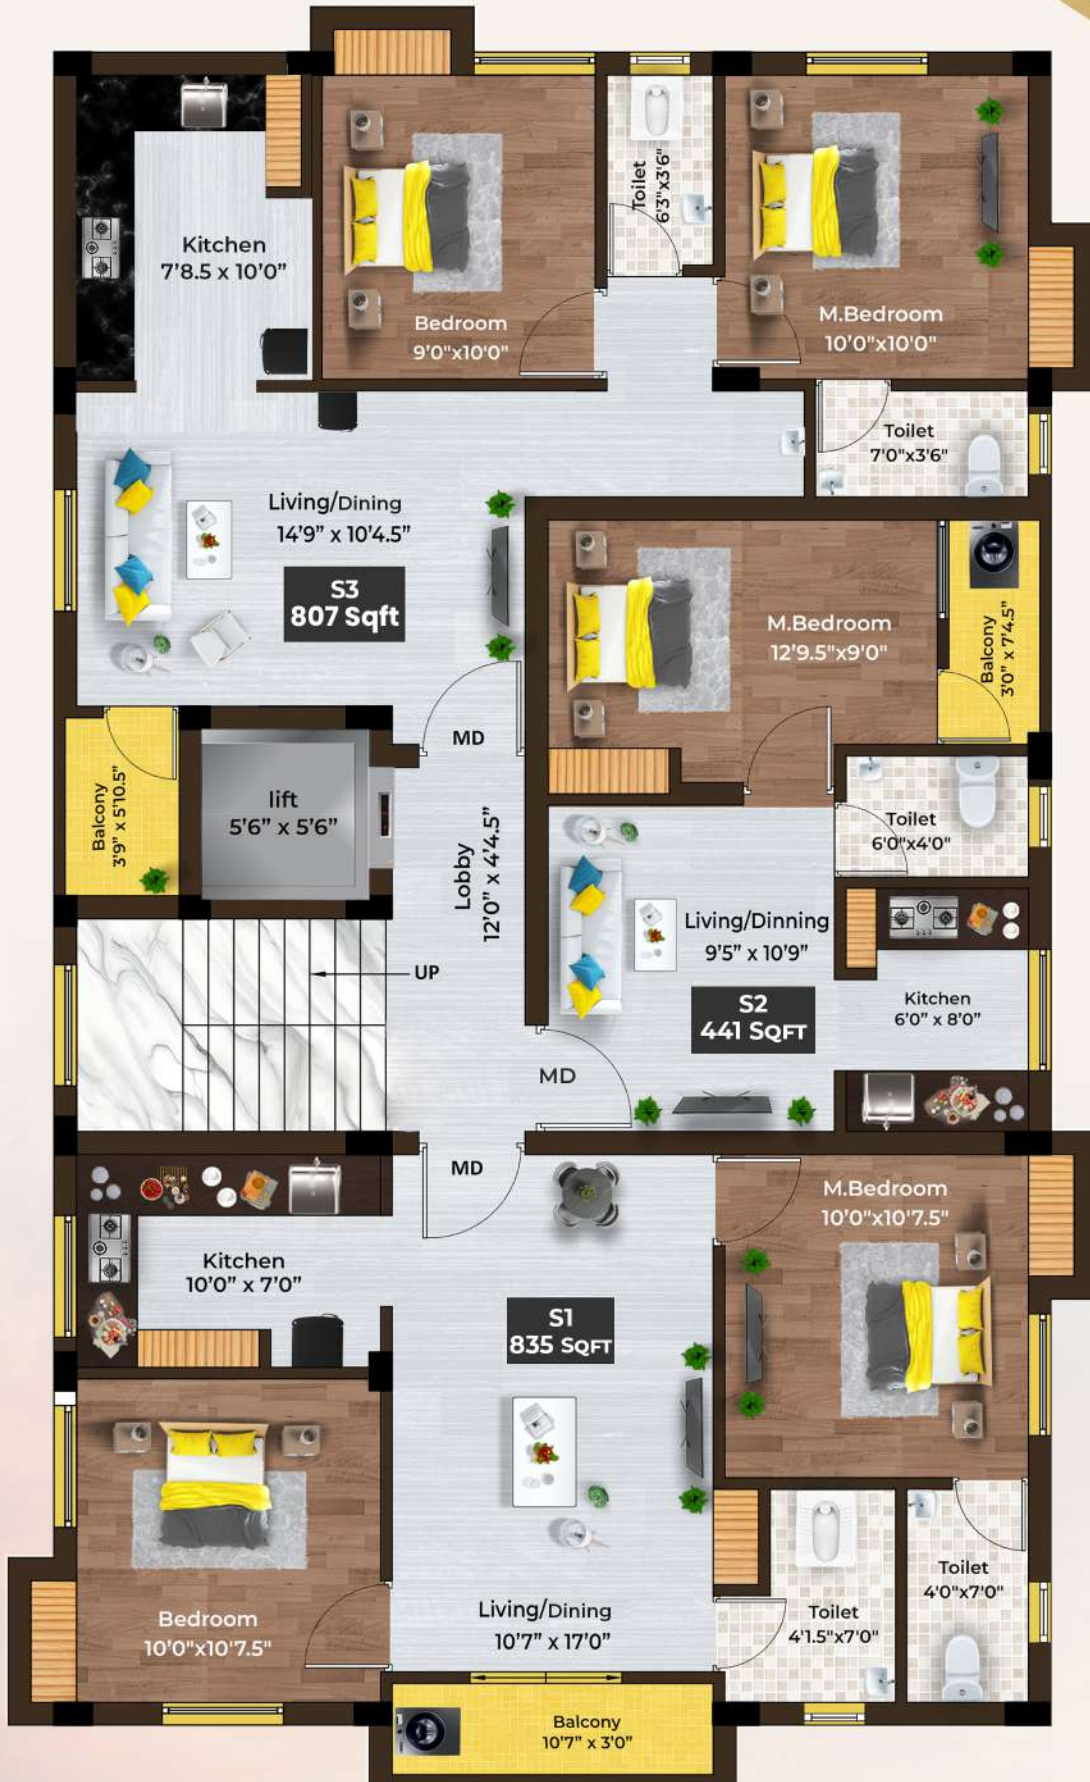 Kitchen
7'8.5 x 10'0"
Bedroom
9'0"x10'0"
Toilet
6'3"x3'6"
M.Bedroom
10'0"x10'0"
Toilet
7'0"x3'6"
Living/Dining
14'9" x 10'4.5"
S3
807 Sqft
M.Bedroom
12'9.5"x9'0"
Balcony
3'0" x 7'4.5"
MD
Balcony
3'9" x 5'10.5"
lift
5'6" x 5'6"
Lobby
12'0" x 4'4.5"
Toilet
6'0"x4'0"
Living/Dinning
9'5" x 10'9"
UP
S2
441 SQFT
Kitchen
6'0" x 8'0"
MD
MD
M.Bedroom
10'0"x10'7.5"
Kitchen
10'0" x 7'0"
S1
835 SQFT
Toilet
4'0"x7'0"
Bedroom
10'0"x10'7.5"
Living/Dining
10'7" x 17'0"
Toilet
4'1.5"x7'0"
Balcony
10'7" x 3'0"